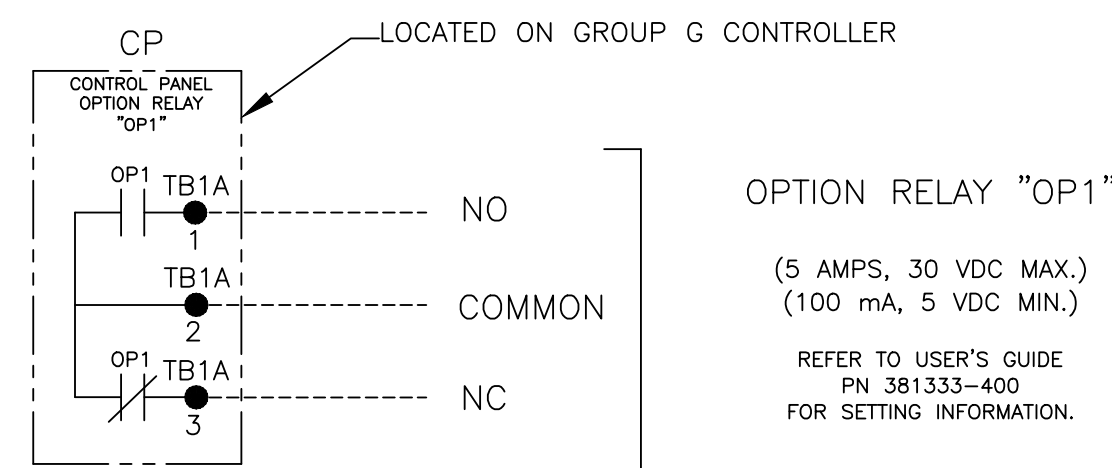 LOCATED ON GROUP G CONTROLLER
CP
CONTROL PANEL
OPTION RELAY
"OP1"
OP1 TB1A
1
NO
TB1A
2
COMMON
OP1 TB1A
3
NC
OPTION RELAY "OP1"
(5 AMPS, 30 VDC MAX.)
(100 mA, 5 VDC MIN.)
REFER TO USER'S GUIDE
PN 381333-400
FOR SETTING INFORMATION.